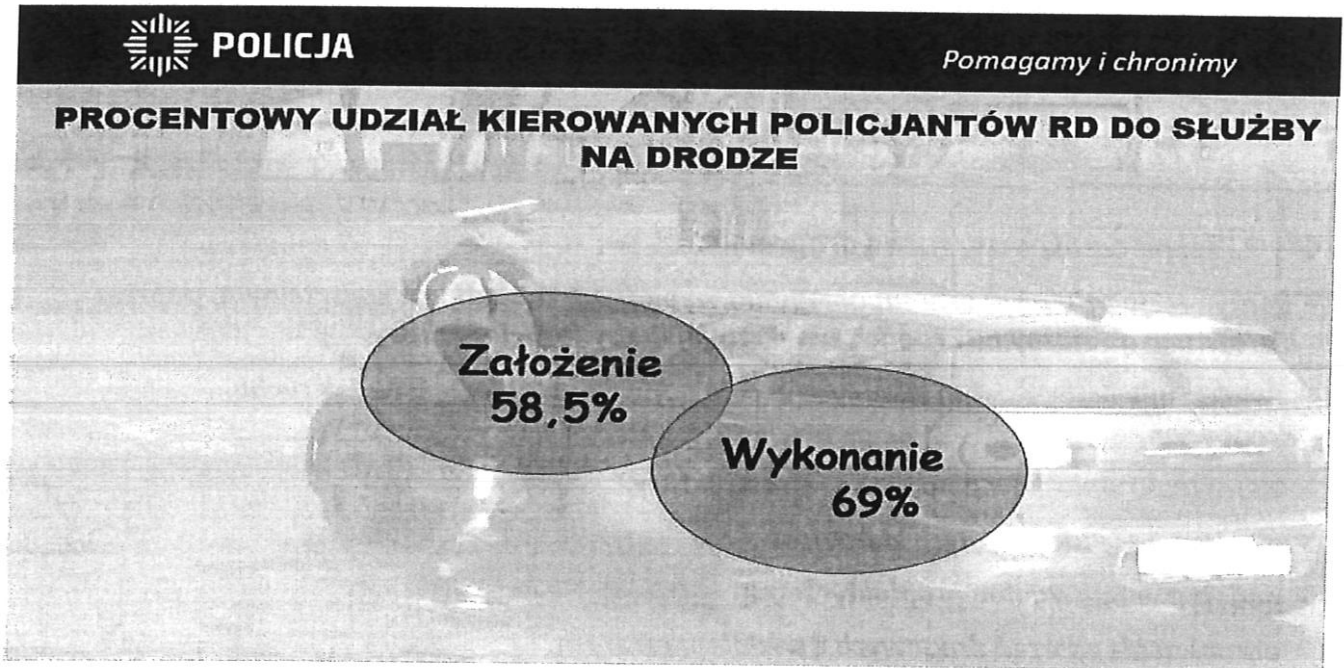 POLICJA
Pomagamy i chronimy
PROCENTOWY UDZIAŁ KIEROWANYCH POLICJANTÓW RD DO SŁUŻBY
NA DRODZE
Założenie
58,5%
Wykonanie
69%